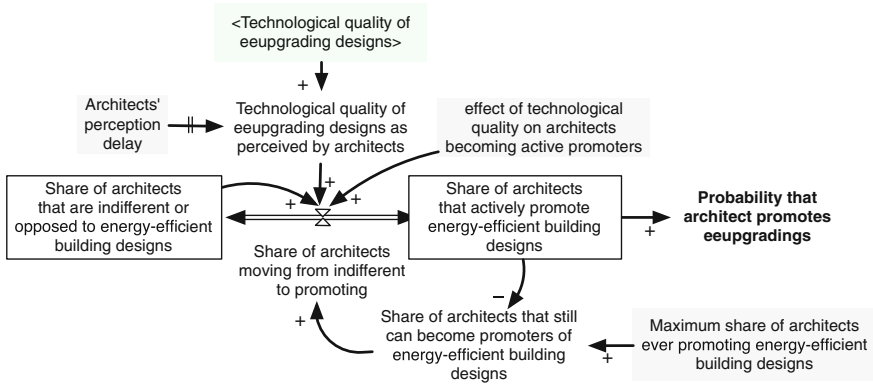 <Technological quality of
eeupgrading designs>
+
Architects'
perception
delay
Technological quality of
eeupgrading designs as
perceived by architects
effect of technological
quality on architects
becoming active promoters
+
+
+
Share of architects
that are indifferent or
opposed to energy-efficient
building designs
Share of architects
that actively promote
energy-efficient building
designs
Probability that
architect promotes
eeupgradings
+
Share of architects
moving from indifferent
to promoting
–
+
Share of architects that still
can become promoters of
energy-efficient building
designs
+
Maximum share of architects
ever promoting energy-efficient
building designs